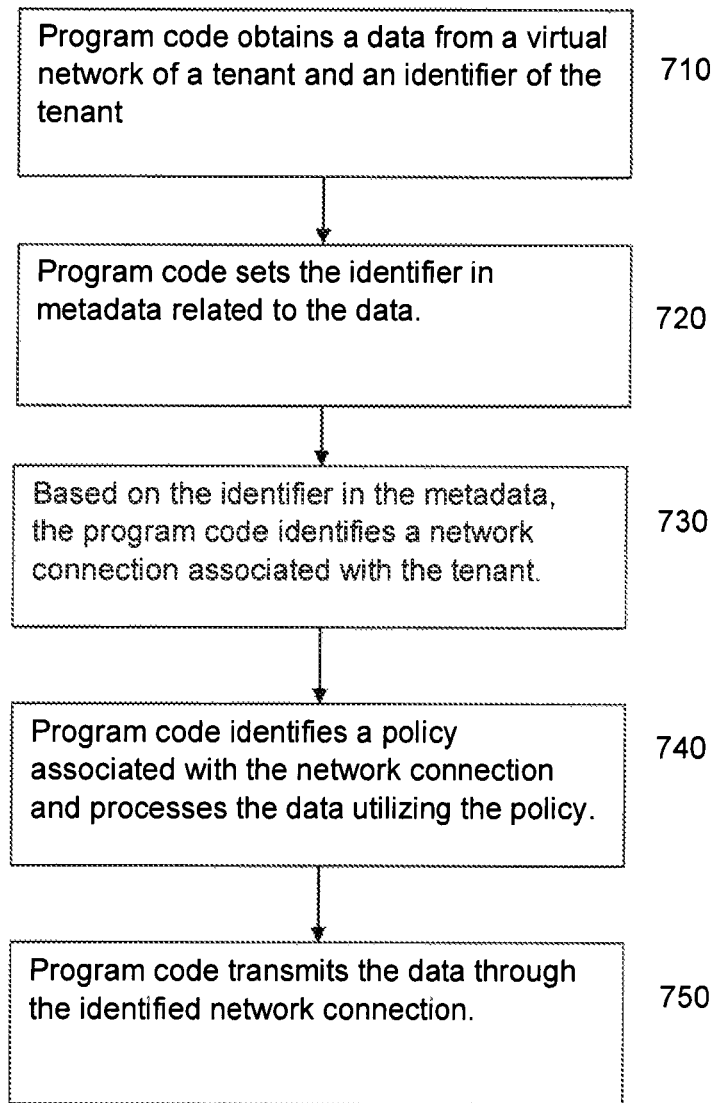 Program code obtains a data from a virtual
network of a tenant and an identifier of the
tenant
710
Program code sets the identifier in
metadata related to the data.
720
Based on the identifier in the metadata,
the program code identifies a network
connection associated with the tenant.
730
Program code identifies a policy
associated with the network connection
and processes the data utilizing the policy.
740
Program code transmits the data through
the identified network connection.
750